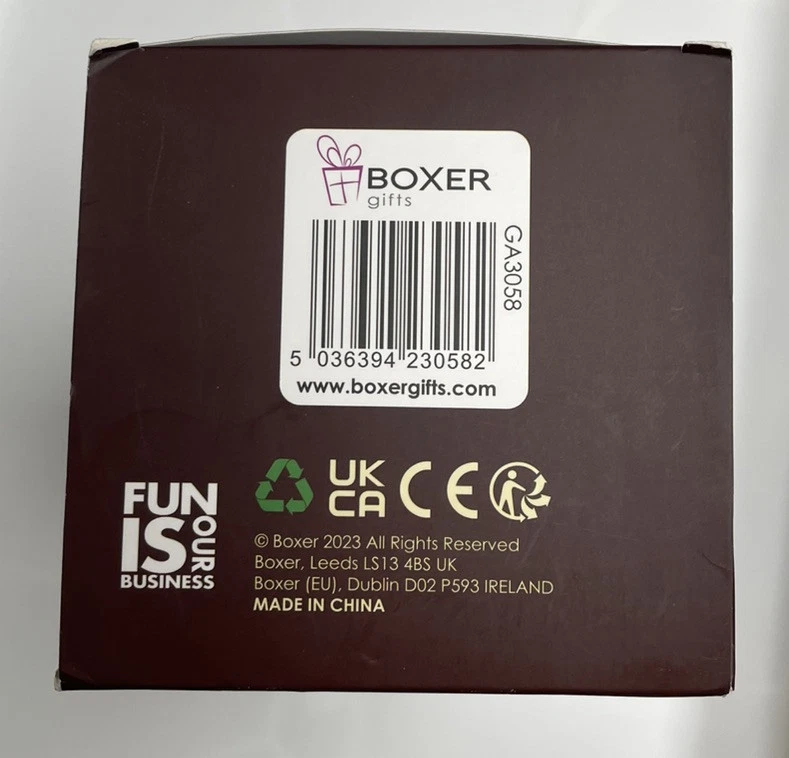 BOXER
gifts
GA3058
5 036394 230582
www.boxergifts.com
FUN
IS OUR
BUSINESS
UK
CA
CE
© Boxer 2023 All Rights Reserved
Boxer, Leeds LS13 4BS UK
Boxer (EU), Dublin D02 P593 IRELAND
MADE IN CHINA